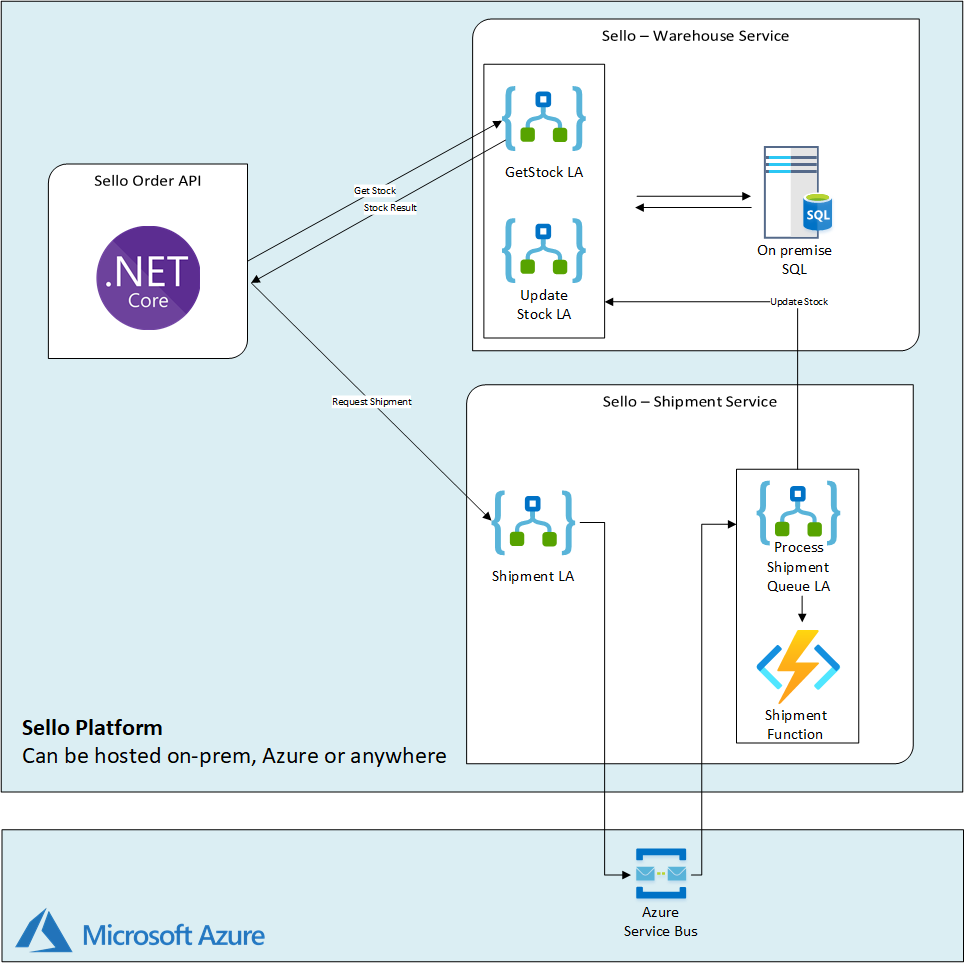 Sello – Warehouse Service
GetStock LA
Sello Order API
.NET
Core
Get Stock
Stock Result
SQL
On premise
SQL
Update
Stock LA
Update Stock
Request Shipment
Sello – Shipment Service
Shipment LA
Process
Shipment
Queue LA
Shipment
Function
Sello Platform
Can be hosted on-prem, Azure or anywhere
Azure
Service Bus
Microsoft Azure